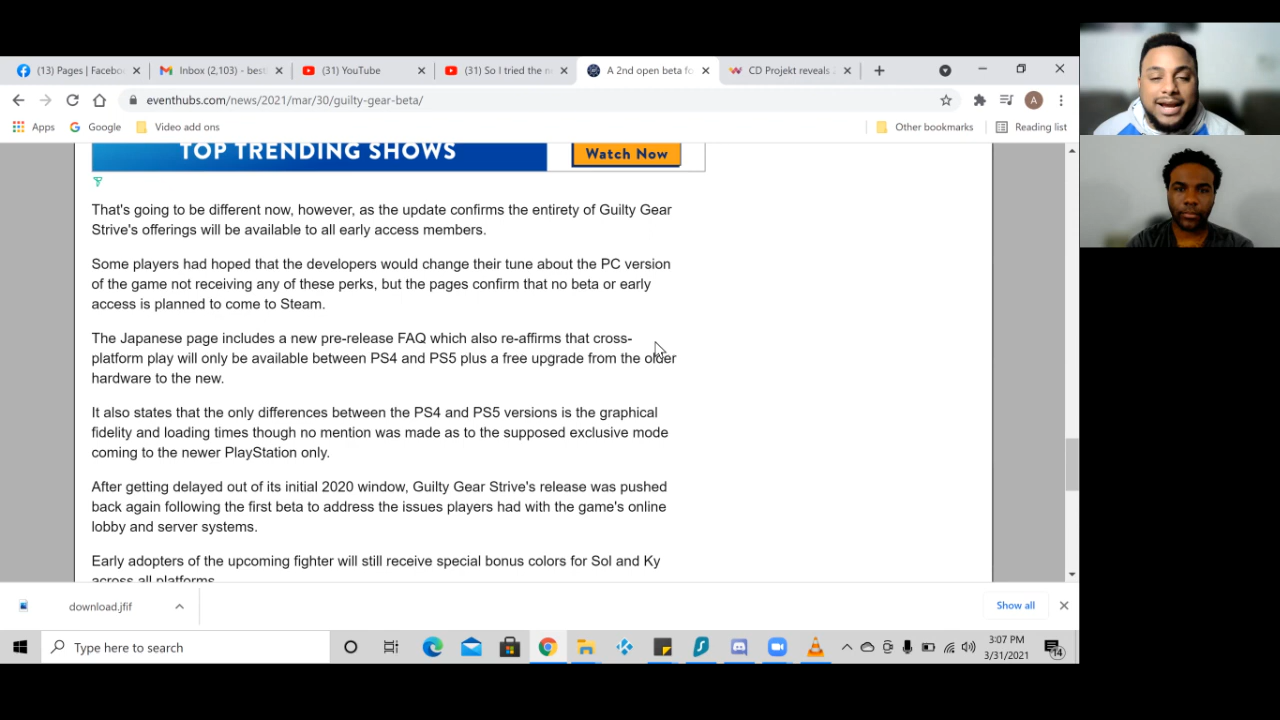 (13) Pages | Facebo
Inbox (2,103) - best
(31) YouTube
(31) So I tried the n
A 2nd open beta fo
CD Projekt reveals
eventhubs.com/news/2021/mar/30/guilty-gear-beta/
A
Apps
Google
Video add ons
Other bookmarks
Reading list
TOP TRENDING SHOWS
Watch Now
That's going to be different now, however, as the update confirms the entirety of Guilty Gear
Strive's offerings will be available to all early access members.
Some players had hoped that the developers would change their tune about the PC version
of the game not receiving any of these perks, but the pages confirm that no beta or early
access is planned to come to Steam.
The Japanese page includes a new pre-release FAQ which also re-affirms that cross-
platform play will only be available between PS4 and PS5 plus a free upgrade from the older
hardware to the new.
It also states that the only differences between the PS4 and PS5 versions is the graphical
fidelity and loading times though no mention was made as to the supposed exclusive mode
coming to the newer PlayStation only.
After getting delayed out of its initial 2020 window, Guilty Gear Strive's release was pushed
back again following the first beta to address the issues players had with the game's online
lobby and server systems.
Early adopters of the upcoming fighter will still receive special bonus colors for Sol and Ky
across all platforms.
download.jfif
Show all
Type here to search
3:07 PM
3/31/2021
14